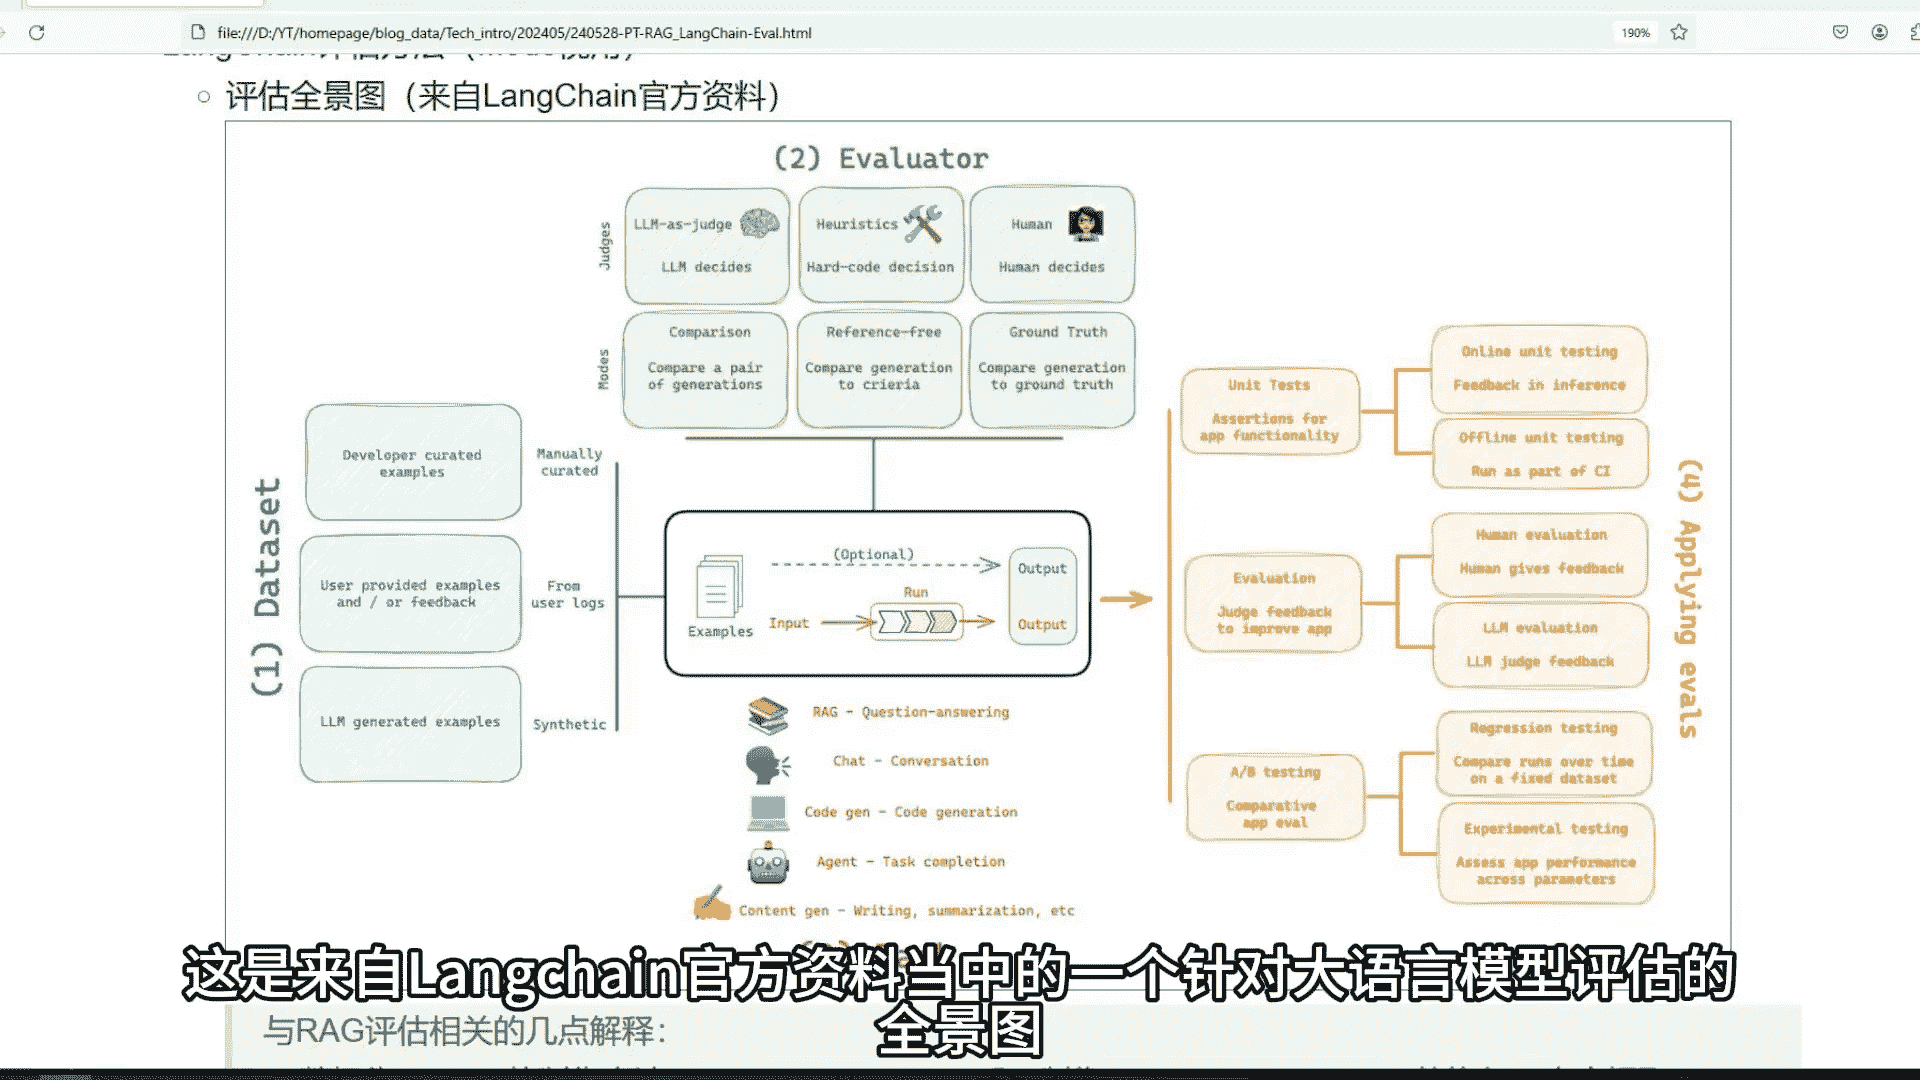 file:///D:/YT/homepage/blog_data/Tech_intro/202405/240528-PT-RAG_LangChain-Eval.html
190%
评估全景图（来自LangChain官方资料）
(2) Evaluator
Judges
LLM-as-judge
LLM decides
Heuristics
Hard-code decision
Human
Human decides
Modes
Comparison
Compare a pair
of generations
Reference-free
Compare generation
to crieria
Ground Truth
Compare generation
to ground truth
(1) Dataset
Developer curated
examples
Manually
curated
User provided examples
and / or feedback
From
user logs
LLM generated examples
Synthetic
Examples
(Optional)
Output
Run
Input
Output
RAG - Question-answering
Chat - Conversation
Code gen - Code generation
Agent - Task completion
Content gen - Writing, summarization, etc
Unit Tests
Assertions for
app functionality
Online unit testing
Feedback in inference
Offline unit testing
Run as part of CI
Evaluation
Judge feedback
to improve app
Human evaluation
Human gives feedback
LLM evaluation
LLM judge feedback
A/B testing
Comparative
app eval
Regression testing
Compare runs over time
on a fixed dataset
Experimental testing
Assess app performance
across parameters
(4) Applying evals
这是来自Langchain官方资料当中的一个针对大语言模型评估的
全景图
与RAG评估相关的几点解释：